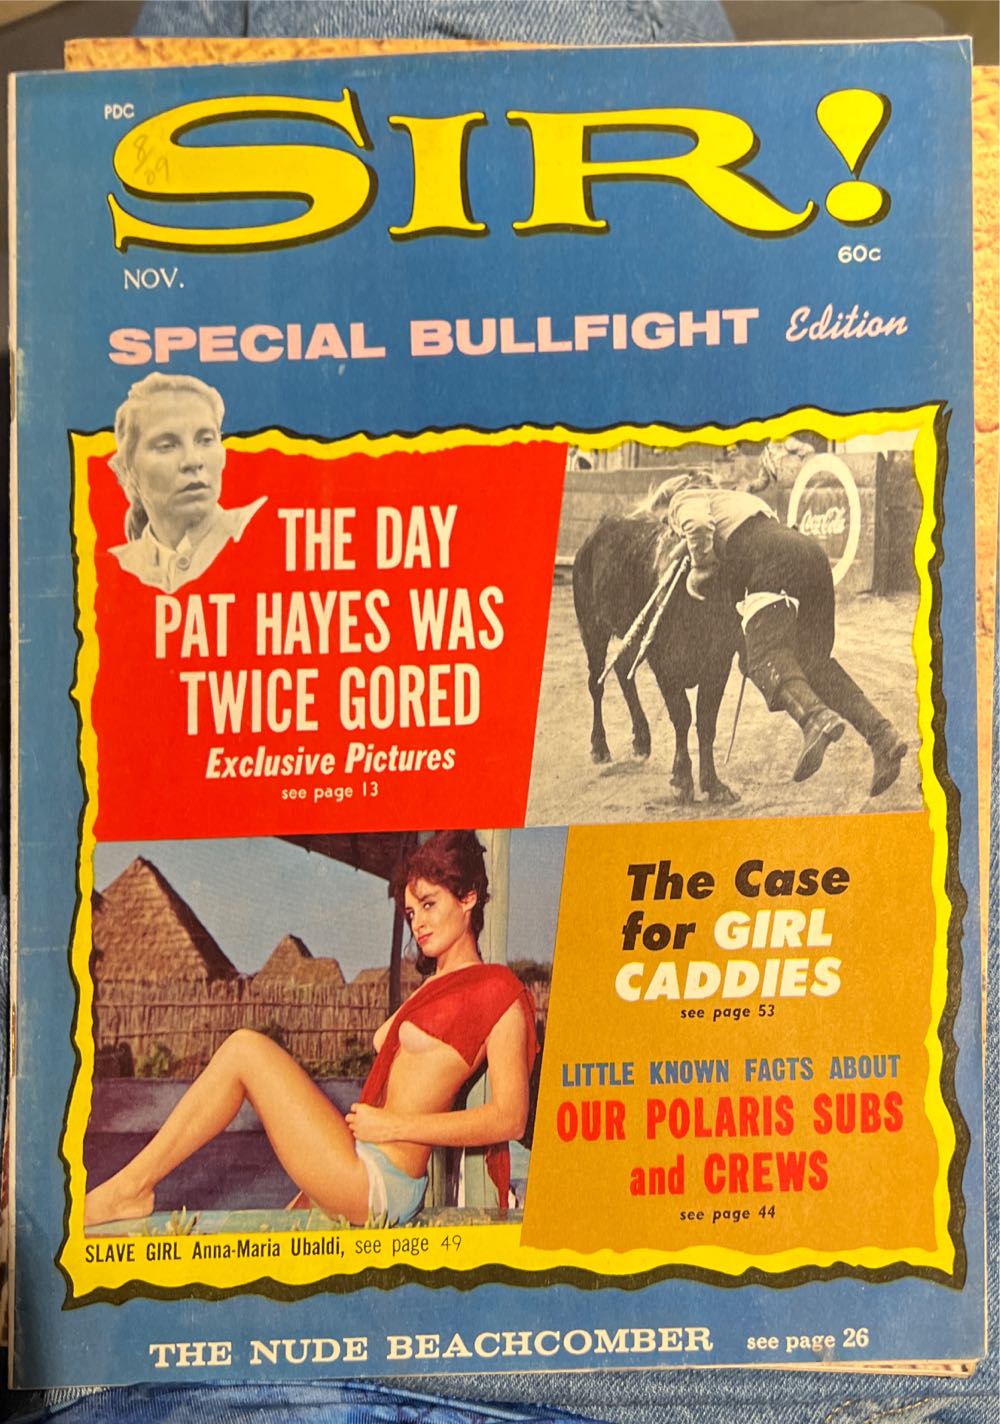 PDC
SIR!
8/09
NOV.
60c
SPECIAL BULLFIGHT Edition
THE DAY
PAT HAYES WAS
TWICE GORED
Exclusive Pictures
see page 13
Coca-Cola
The Case
for GIRL
CADDIES
see page 53
LITTLE KNOWN FACTS ABOUT
OUR POLARIS SUBS
and CREWS
see page 44
SLAVE GIRL Anna-Maria Ubaldi, see page 49
THE NUDE BEACHCOMBER see page 26